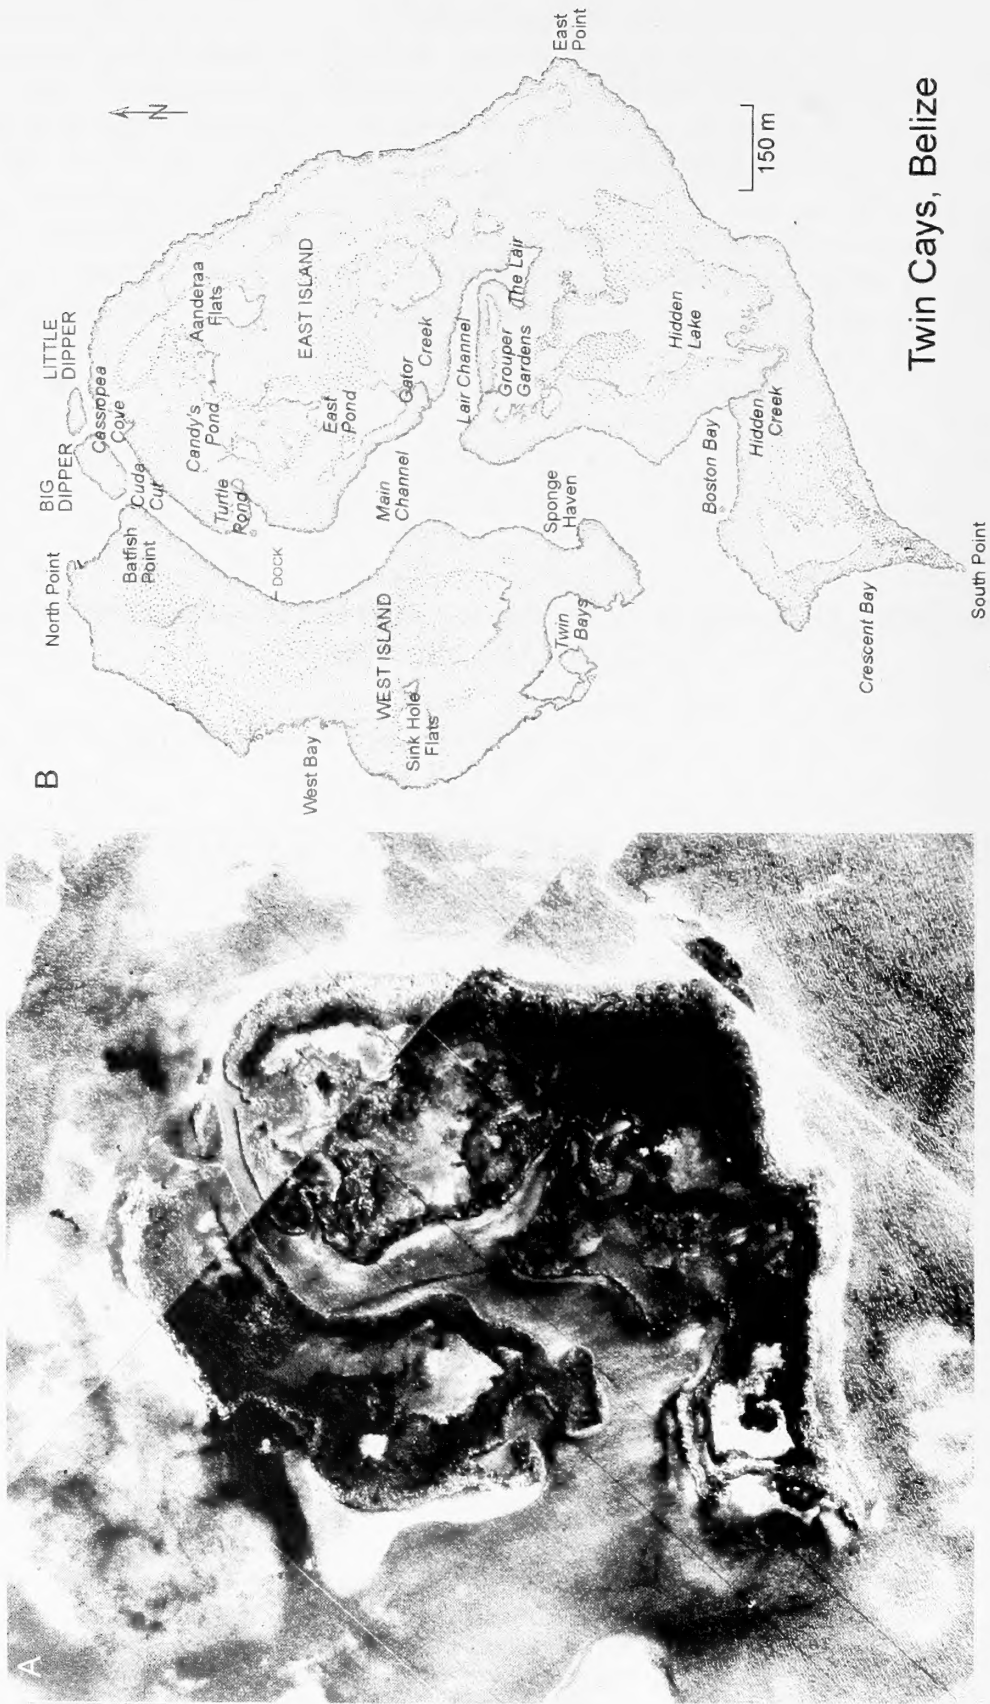 A
B
North Point
BIG
DIPPER
LITTLE
DIPPER
Cassiopea
Cove
Cuda
Cut
Batfish
Point
N
Candy's
Pond
Aanderaa
Flats
Turtle
Pond
DOCK
EAST ISLAND
West Bay
East
Pond
WEST ISLAND
Sink Hole
Flats
Main
Channel
Gator
Creek
Lair Channel
The Lair
Grouper
Gardens
Sponge
Haven
Twin
Bays
East
Point
Hidden
Lake
Boston Bay
Hidden
Creek
150 m
Crescent Bay
South Point
Twin Cays, Belize